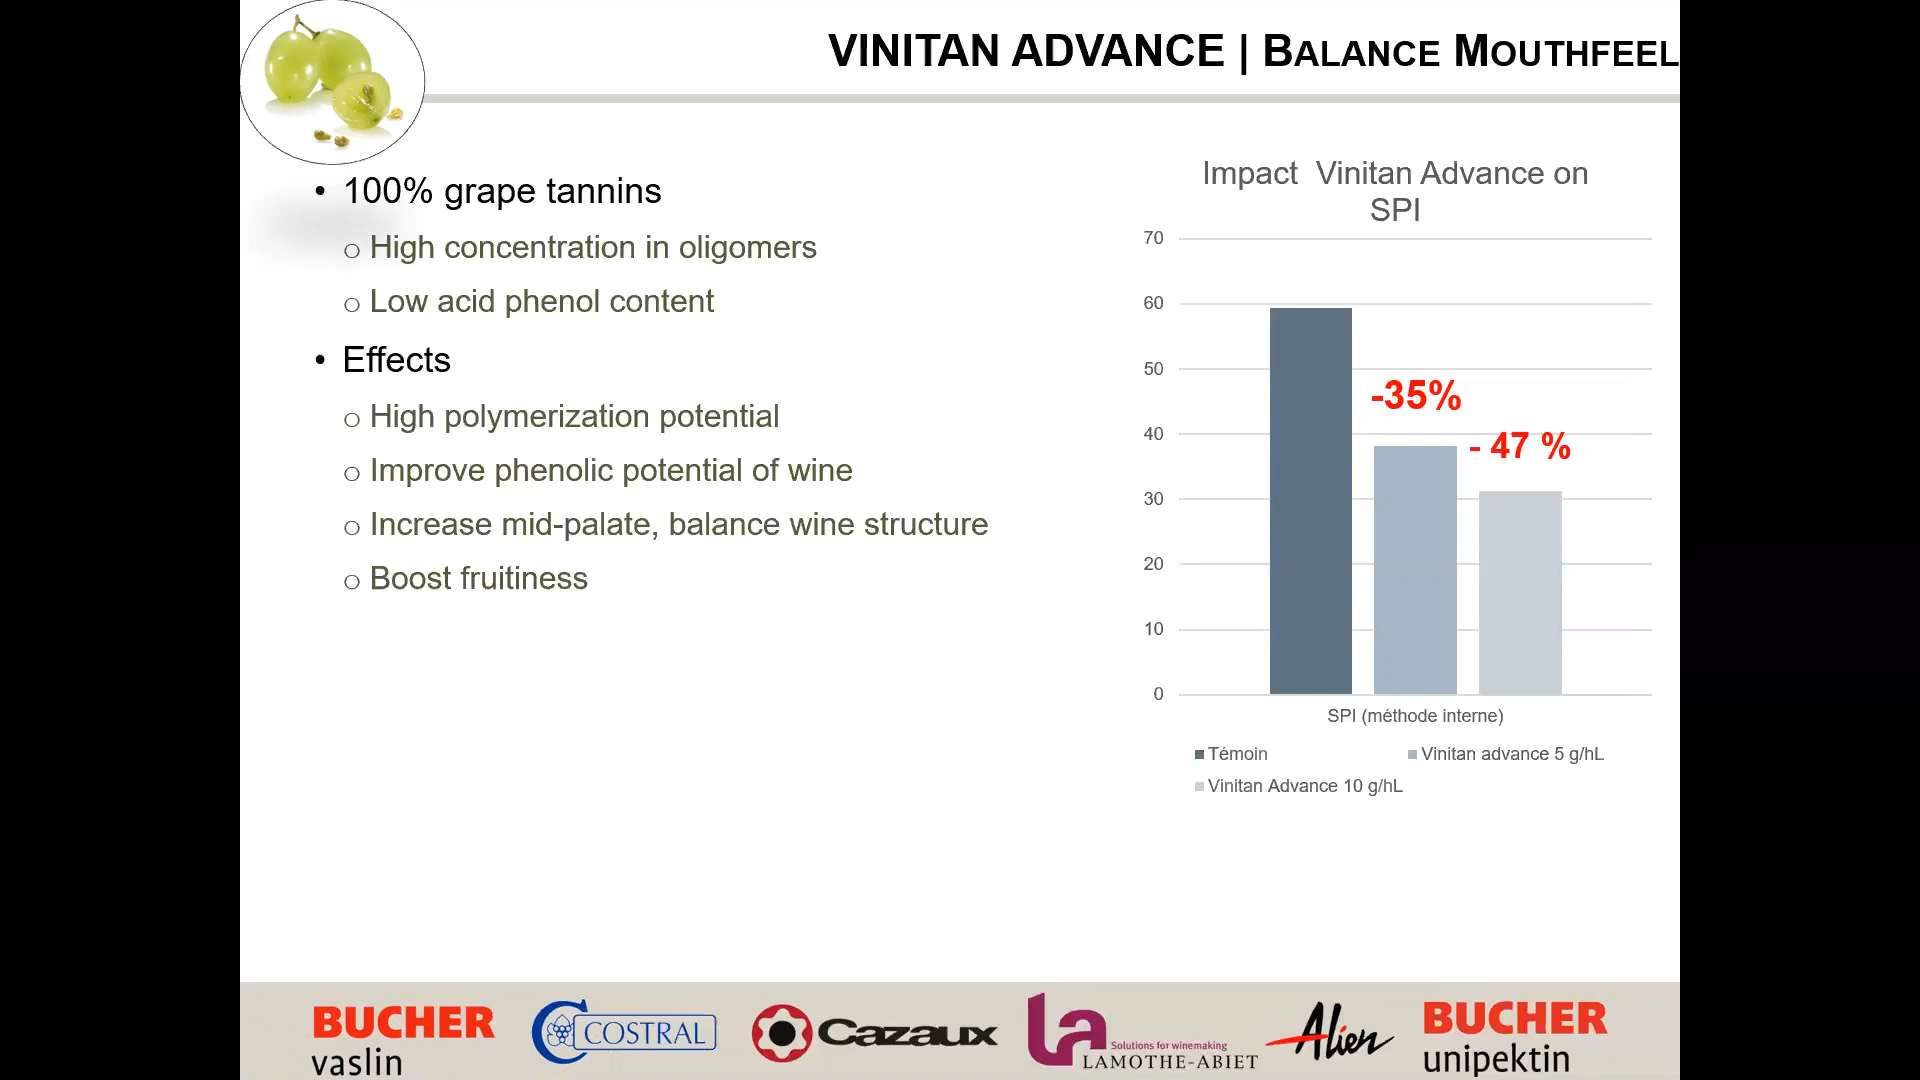 VINITAN ADVANCE | BALANCE MOUTHFEEL
• 100% grape tannins
o High concentration in oligomers
o Low acid phenol content
• Effects
o High polymerization potential
o Improve phenolic potential of wine
o Increase mid-palate, balance wine structure
o Boost fruitiness
Impact Vinitan Advance on
SPI
70
60
50
40
30
20
10
0
-35%
- 47 %
SPI (méthode interne)
Témoin
Vinitan advance 5 g/hL
Vinitan Advance 10 g/hL
BUCHER
vaslin
COSTRAL
Cazaux
La
Solutions for winemaking
LAMOTHE-ABIET
Alien
BUCHER
unipektin